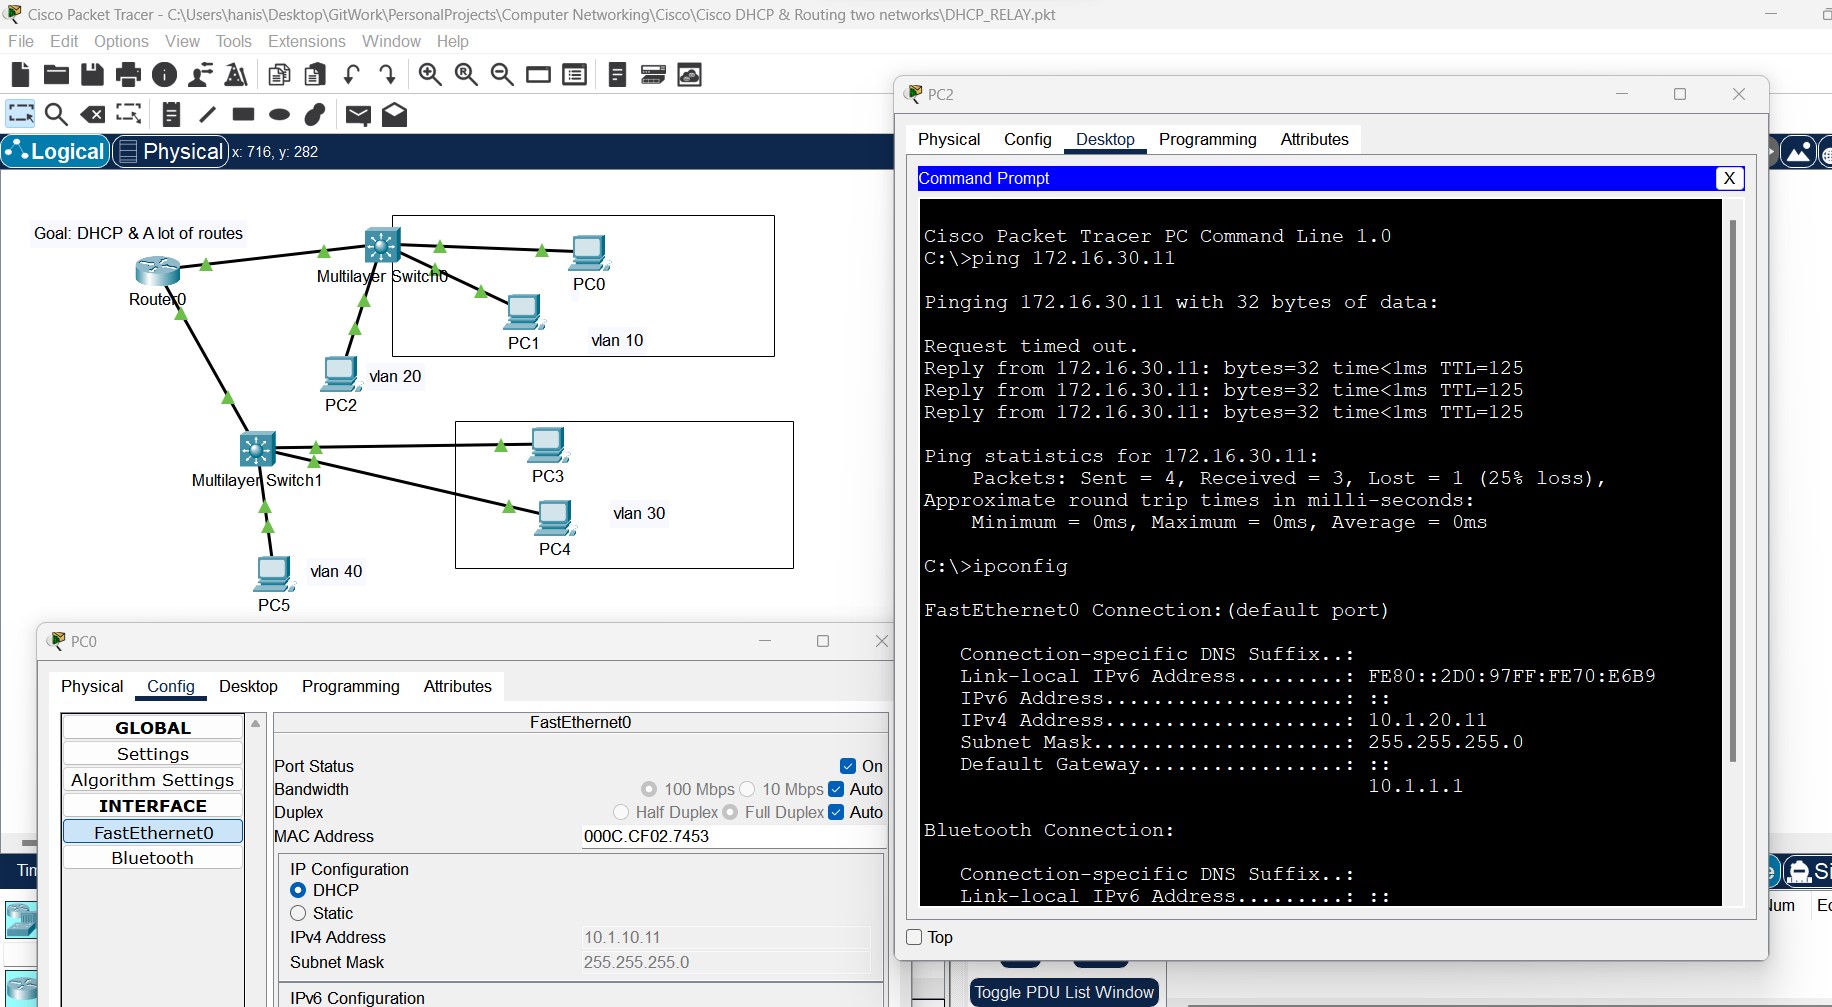 Cisco Packet Tracer - C:\Users\hanis\Desktop\GitWork\PersonalProjects\Computer Networking\Cisco\Cisco DHCP & Routing two networks\DHCP_RELAY.pkt
File Edit Options View Tools Extensions Window Help
Logical Physical x: 716, y: 282
Goal: DHCP & A lot of routes
Router0
Multilayer Switch0
PC0
PC1
vlan 10
vlan 20
PC2
Multilayer Switch1
PC3
vlan 30
PC4
vlan 40
PC5
PC0
Physical Config Desktop Programming Attributes
GLOBAL
Settings
Algorithm Settings
INTERFACE
FastEthernet0
Bluetooth
FastEthernet0
Port Status On
Bandwidth 100 Mbps 10 Mbps Auto
Duplex Half Duplex Full Duplex Auto
MAC Address 000C.CF02.7453
IP Configuration
DHCP
Static
IPv4 Address 10.1.10.11
Subnet Mask 255.255.255.0
IPv6 Configuration
PC2
Physical Config Desktop Programming Attributes
Command Prompt X
Cisco Packet Tracer PC Command Line 1.0
C:\>ping 172.16.30.11
Pinging 172.16.30.11 with 32 bytes of data:
Request timed out.
Reply from 172.16.30.11: bytes=32 time<1ms TTL=125
Reply from 172.16.30.11: bytes=32 time<1ms TTL=125
Reply from 172.16.30.11: bytes=32 time<1ms TTL=125
Ping statistics for 172.16.30.11:
Packets: Sent = 4, Received = 3, Lost = 1 (25% loss),
Approximate round trip times in milli-seconds:
Minimum = 0ms, Maximum = 0ms, Average = 0ms
C:\>ipconfig
FastEthernet0 Connection:(default port)
Connection-specific DNS Suffix..:
Link-local IPv6 Address.........: FE80::2D0:97FF:FE70:E6B9
IPv6 Address....................: ::
IPv4 Address....................: 10.1.20.11
Subnet Mask.....................: 255.255.255.0
Default Gateway.................: ::
10.1.1.1
Bluetooth Connection:
Connection-specific DNS Suffix..:
Link-local IPv6 Address.........: ::
Top
Toggle PDU List Window